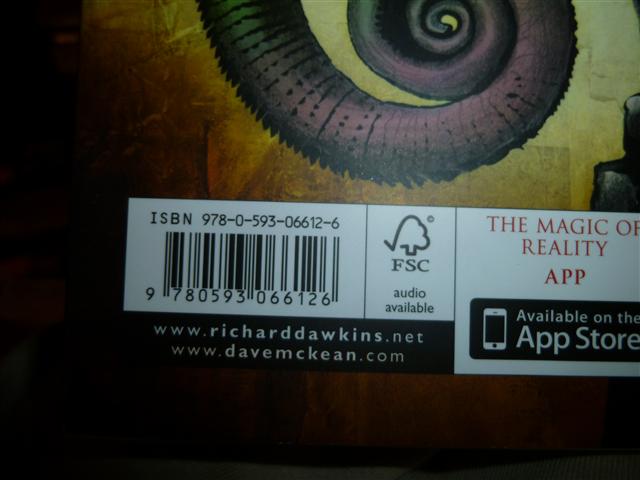 ISBN 978-0-593-06612-6
9 780593 066126
www.richarddawkins.net
www.davemckean.com
FSC
audio
available
THE MAGIC OF
REALITY
APP
Available on the
App Store